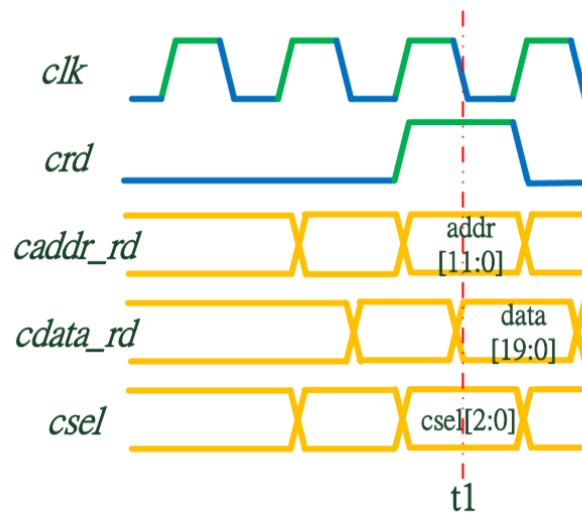 clk
crd
caddr_rd
addr
[11:0]
cdata_rd
data
[19:0]
csel
csel[2:0]
t1